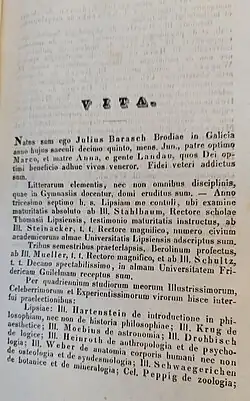 VITA.
Natus sum ego Julius Barasch Brodiae in Galicia
anno hujus saeculi decimo quinto, mens. Jun., patre optimo
Marco, et matre Anna, e gente Landau, quos Dei op-
timi beneficio adhuc vivos veneror. Fidei veteri addictus
sum.
Litterarum elementis, nec non omnibus disciplinis,
quae in Gymnasiis docentur, domi eruditus sum. — Anno
tricesimo septimo h. s. Lipsiam me contuli, ubi examine
maturitatis absoluto ab Ill. Stahlbaum, Rectore scholae
Thomasi Lipsiensis, testimonio maturitatis instructus, ab
Ill. Steinacker, t. t. Rectore magnifico, numero civium
academicorum almae Universitatis Lipsiensis adscriptus sum.
Tribus semestribus praeterlapsis, Berolinum profectus,
ab Ill. Mueller, t. t. Rectore magnifico, et ab Ill. Schultz,
t. t. Decano spectabilissimo, in almam Universitatem Fri-
dericam Guilelmam receptus sum.
Per quadriennium studiorum meorum Illustrissimorum,
Celeberrimorum et Experientissimorum virorum hisce inter-
fui praelectionibus:
Lipsiae: Ill. Hartenstein de introductione in phi-
losophiam, nec non de historia philosophiae; Ill. Krug de
aesthetice; Ill. Moebius de astronomia; Ill. Drobbisch
de logice; Ill. Heinroth de anthropologia et de psycho-
logia; Ill. Weber de anatomia corporis humani nec non
de osteologia et syndesmologia; Ill. Schwaegerichen
de botanice et de mineralogia; Cel. Peppig de zoologia;